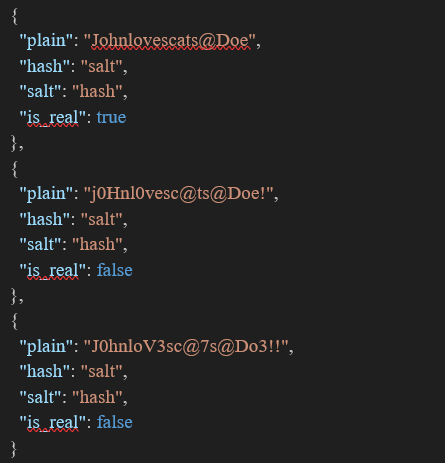 {
"plain": "Johnlovescats@Doe",
"hash": "salt",
"salt": "hash",
"is_real": true
},
{
"plain": "j0Hnl0vesc@ts@Doe!",
"hash": "salt",
"salt": "hash",
"is_real": false
},
{
"plain": "J0hnloV3sc@7s@Do3!!",
"hash": "salt",
"salt": "hash",
"is_real": false
}